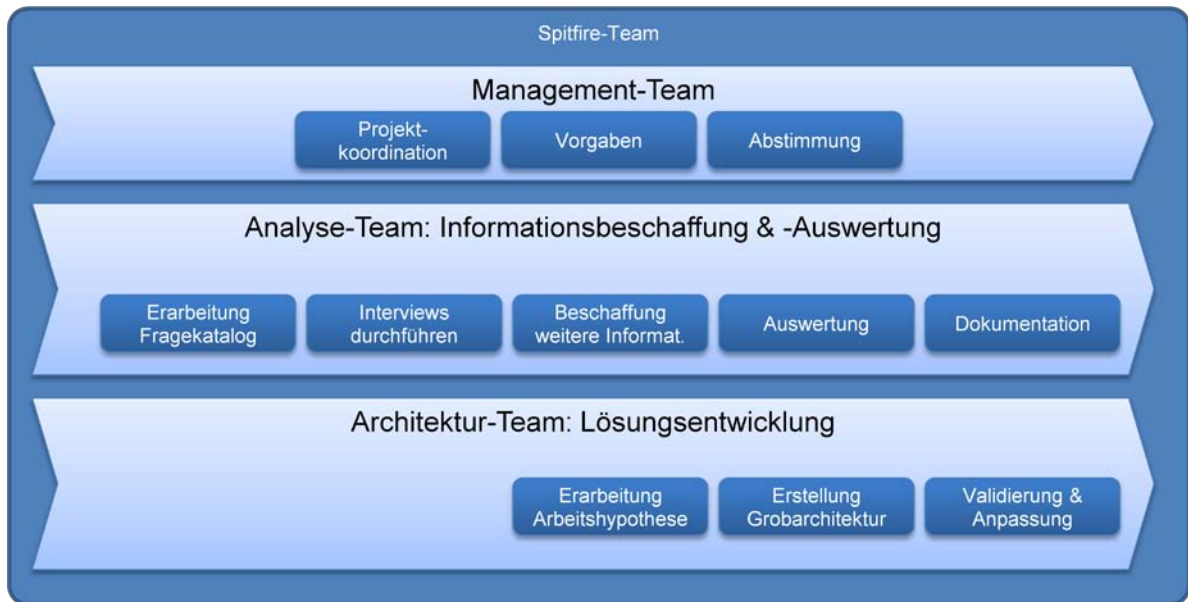 Spitfire-Team
Management-Team
Projekt-
koordination
Vorgaben
Abstimmung
Analyse-Team: Informationsbeschaffung & -Auswertung
Erarbeitung
Fragekatalog
Interviews
durchführen
Beschaffung
weitere Informat.
Auswertung
Dokumentation
Architektur-Team: Lösungsentwicklung
Erarbeitung
Arbeitshypothese
Erstellung
Grobarchitektur
Validierung &
Anpassung